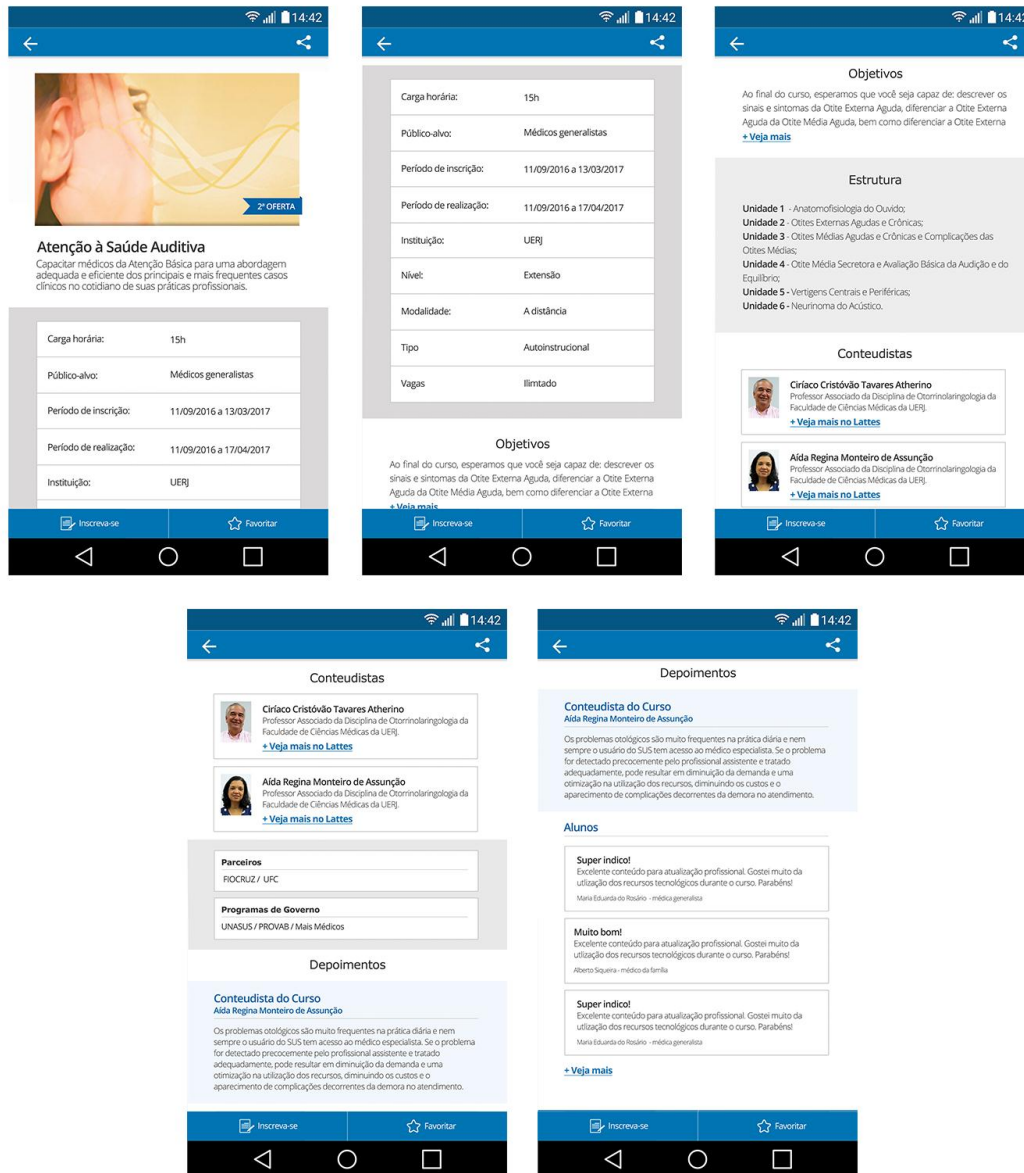 14:42
2ª OFERTA
Atenção à Saúde Auditiva
Capacitar médicos da Atenção Básica para uma abordagem
adequada e eficiente dos principais e mais frequentes casos
clínicos no cotidiano de suas práticas profissionais.
Carga horária: 15h
Público-alvo: Médicos generalistas
Período de inscrição: 11/09/2016 a 13/03/2017
Período de realização: 11/09/2016 a 17/04/2017
Instituição: UERJ
Inscreva-se Favoritar
14:42
Carga horária: 15h
Público-alvo: Médicos generalistas
Período de inscrição: 11/09/2016 a 13/03/2017
Período de realização: 11/09/2016 a 17/04/2017
Instituição: UERJ
Nível: Extensão
Modalidade: A distância
Tipo Autoinstrucional
Vagas Ilimtado
Objetivos
Ao final do curso, esperamos que você seja capaz de: descrever os
sinais e sintomas da Otite Externa Aguda, diferenciar a Otite Externa
Aguda da Otite Média Aguda, bem como diferenciar a Otite Externa
+ Veja mais
Inscreva-se Favoritar
14:42
Objetivos
Ao final do curso, esperamos que você seja capaz de: descrever os
sinais e sintomas da Otite Externa Aguda, diferenciar a Otite Externa
Aguda da Otite Média Aguda, bem como diferenciar a Otite Externa
+ Veja mais
Estrutura
Unidade 1 - Anatomofisiologia do Ouvido;
Unidade 2 - Otites Externas Agudas e Crônicas;
Unidade 3 - Otites Médias Agudas e Crônicas e Complicações das
Otites Médias;
Unidade 4 - Otite Média Secretora e Avaliação Básica da Audição e do
Equilíbrio;
Unidade 5 - Vertigens Centrais e Periféricas;
Unidade 6 - Neurinoma do Acústico.
Conteudistas
Ciríaco Cristóvão Tavares Atherino
Professor Associado da Disciplina de Otorrinolaringologia da
Faculdade de Ciências Médicas da UERJ.
+ Veja mais no Lattes
Aída Regina Monteiro de Assunção
Professor Associado da Disciplina de Otorrinolaringologia da
Faculdade de Ciências Médicas da UERJ.
+ Veja mais no Lattes
Inscreva-se Favoritar
14:42
Conteudistas
Ciríaco Cristóvão Tavares Atherino
Professor Associado da Disciplina de Otorrinolaringologia da
Faculdade de Ciências Médicas da UERJ.
+ Veja mais no Lattes
Aída Regina Monteiro de Assunção
Professor Associado da Disciplina de Otorrinolaringologia da
Faculdade de Ciências Médicas da UERJ.
+ Veja mais no Lattes
Parceiros
FIOCRUZ / UFC
Programas de Governo
UNASUS / PROVAB / Mais Médicos
Depoimentos
Conteudista do Curso
Aída Regina Monteiro de Assunção
Os problemas otológicos são muito frequentes na prática diária e nem
sempre o usuário do SUS tem acesso ao médico especialista. Se o problema
for detectado precocemente pelo profissional assistente e tratado
adequadamente, pode resultar em diminuição da demanda e uma
otimização na utilização dos recursos, diminuindo os custos e o
aparecimento de complicações decorrentes da demora no atendimento.
Inscreva-se Favoritar
14:42
Depoimentos
Conteudista do Curso
Aída Regina Monteiro de Assunção
Os problemas otológicos são muito frequentes na prática diária e nem
sempre o usuário do SUS tem acesso ao médico especialista. Se o problema
for detectado precocemente pelo profissional assistente e tratado
adequadamente, pode resultar em diminuição da demanda e uma
otimização na utilização dos recursos, diminuindo os custos e o
aparecimento de complicações decorrentes da demora no atendimento.
Alunos
Super indico!
Excelente conteúdo para atualização profissional. Gostei muito da
utlização dos recursos tecnológicos durante o curso. Parabéns!
Maria Eduarda do Rosário - médica generalista
Muito bom!
Excelente conteúdo para atualização profissional. Gostei muito da
utlização dos recursos tecnológicos durante o curso. Parabéns!
Alberto Siqueira - médico da família
Super indico!
Excelente conteúdo para atualização profissional. Gostei muito da
utlização dos recursos tecnológicos durante o curso. Parabéns!
Maria Eduarda do Rosário - médica generalista
+ Veja mais
Inscreva-se Favoritar